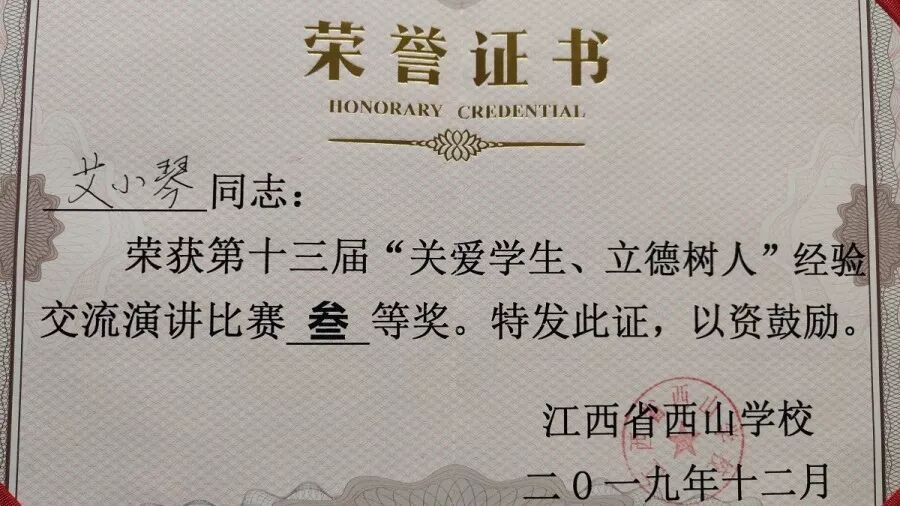 荣誉证书
HONORARY CREDENTIAL
艾小琴同志：
荣获第十三届“关爱学生、立德树人”经验
交流演讲比赛叁等奖。特发此证，以资鼓励。
江西省西山学校
二〇一九年十二月